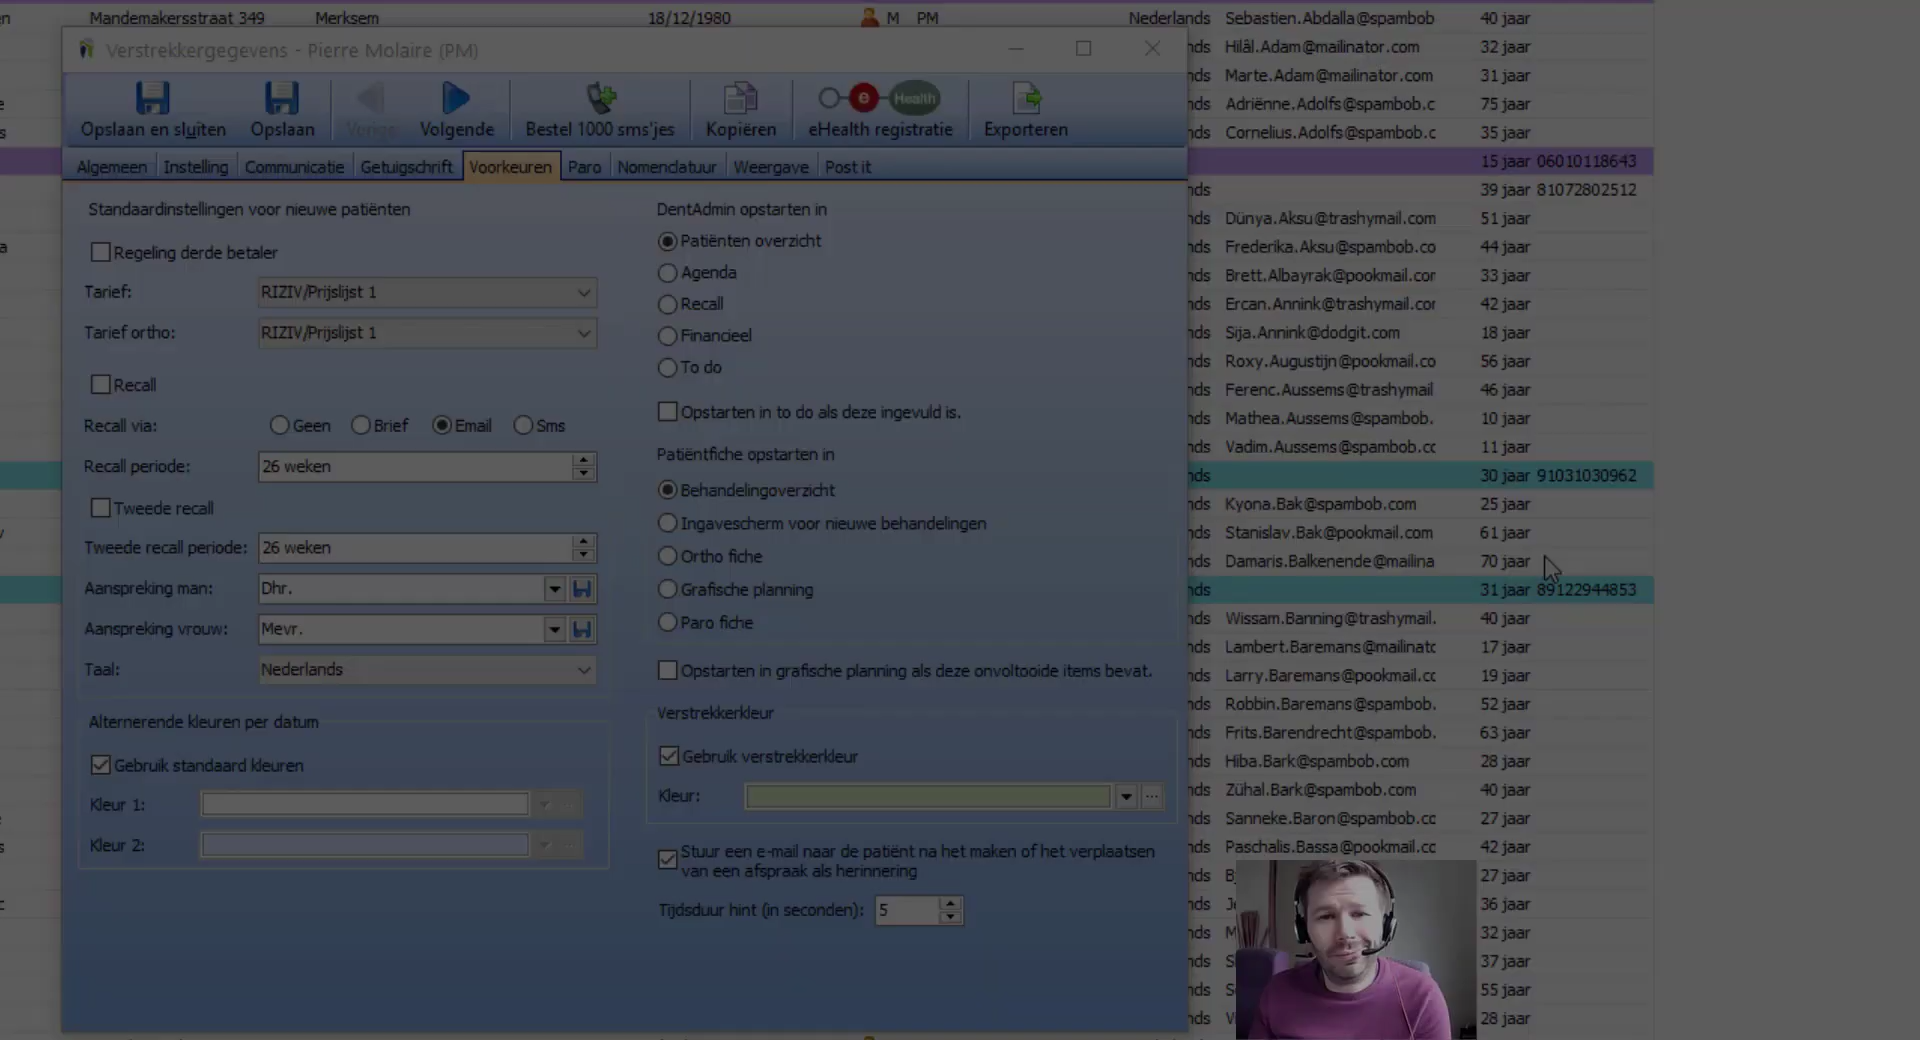 Mandemakersstraat 349 Merksem 18/12/1980 M PM Nederlands Sebastien.Abdalla@spambob 40 jaar
Verstrekkergegevens - Pierre Molaire (PM)
Opslaan en sluiten Opslaan Vorige Volgende Bestel 1000 sms'jes Kopiëren eHealth registratie Exporteren
e Health
Algemeen Instelling Communicatie Getuigschrift Voorkeuren Paro Nomenclatuur Weergave Post it
Standaardinstellingen voor nieuwe patiënten
Regeling derde betaler
Tarief: RIZIV/Prijslijst 1
Tarief ortho: RIZIV/Prijslijst 1
Recall
Recall via: Geen Brief Email Sms
Recall periode: 26 weken
Tweede recall
Tweede recall periode: 26 weken
Aanspreking man: Dhr.
Aanspreking vrouw: Mevr.
Taal: Nederlands
Alternerende kleuren per datum
Gebruik standaard kleuren
Kleur 1:
Kleur 2:
DentAdmin opstarten in
Patiënten overzicht
Agenda
Recall
Financieel
To do
Opstarten in to do als deze ingevuld is.
Patiëntfiche opstarten in
Behandelingoverzicht
Ingavescherm voor nieuwe behandelingen
Ortho fiche
Grafische planning
Paro fiche
Opstarten in grafische planning als deze onvoltooide items bevat.
Verstrekkerkleur
Gebruik verstrekkerkleur
Kleur:
Stuur een e-mail naar de patiënt na het maken of het verplaatsen
van een afspraak als herinnering
Tijdsduur hint (in seconden): 5
nds Hilâl.Adam@mailinator.com 32 jaar
nds Marte.Adam@mailinator.com 31 jaar
nds Adriënne.Adolfs@spambob.c 75 jaar
nds Cornelius.Adolfs@spambob.c 35 jaar
15 jaar 06010118643
nds 39 jaar 81072802512
nds Dünya.Aksu@trashymail.com 51 jaar
nds Frederika.Aksu@spambob.co 44 jaar
nds Brett.Albayrak@pookmail.cor 33 jaar
nds Ercan.Annink@trashymail.cor 42 jaar
nds Sija.Annink@dodgit.com 18 jaar
nds Roxy.Augustijn@pookmail.co 56 jaar
nds Ferenc.Aussems@trashymail 46 jaar
nds Mathea.Aussems@spambob. 10 jaar
nds Vadim.Aussems@spambob.cc 11 jaar
nds 30 jaar 91031030962
nds Kyona.Bak@spambob.com 25 jaar
nds Stanislav.Bak@pookmail.com 61 jaar
nds Damaris.Balkenende@mailina 70 jaar
nds 31 jaar 89122944853
nds Wissam.Banning@trashymail. 40 jaar
nds Lambert.Baremans@mailinatc 17 jaar
nds Larry.Baremans@pookmail.cc 19 jaar
nds Robbin.Baremans@spambob. 52 jaar
nds Frits.Barendrecht@spambob. 63 jaar
nds Hiba.Bark@spambob.com 28 jaar
nds Zühal.Bark@spambob.com 40 jaar
nds Sanneke.Baron@spambob.cc 27 jaar
nds Paschalis.Bassa@pookmail.cc 42 jaar
nds 27 jaar
nds 36 jaar
nds 32 jaar
nds 37 jaar
nds 55 jaar
nds 28 jaar